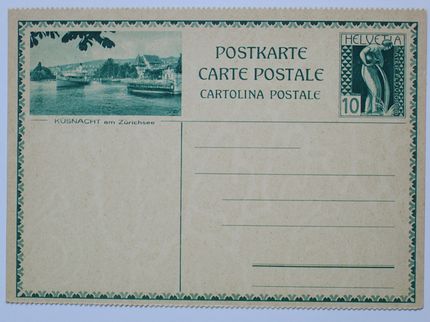 POSTKARTE
CARTE POSTALE
CARTOLINA POSTALE
HELVETIA
10
KÜSNACHT am Zürichsee